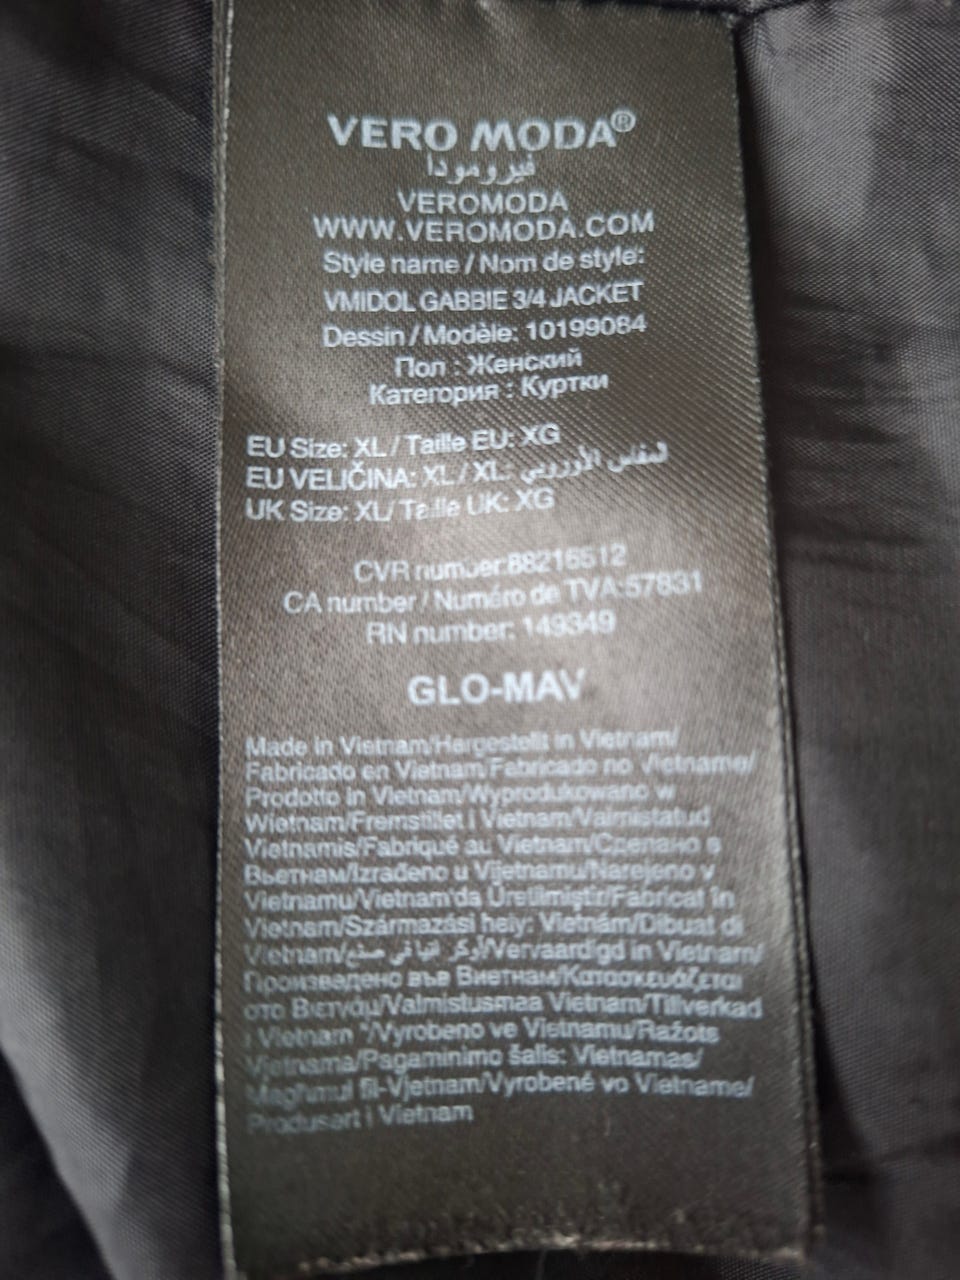 VERO MODA®
فيرومودا
VEROMODA
WWW.VEROMODA.COM
Style name / Nom de style:
VMIDOL GABBIE 3/4 JACKET
Dessin / Modèle: 10199084
Пол : Женский
Категория : Куртки
EU Size: XL / Taille EU: XG
EU VELIČINA: XL / XL: المقاس الأوروبي
UK Size: XL/ Taille UK: XG
CVR number:88216512
CA number / Numéro de TVA:57831
RN number: 149349
GLO-MAV
Made in Vietnam/Hergestellt in Vietnam/
Fabricado en Vietnam/Fabricado no Vietname/
Prodotto in Vietnam/Wyprodukowano w
Wietnam/Fremstillet i Vietnam/Valmistatud
Vietnamis/Fabriqué au Vietnam/Сделано в
Вьетнам/Izrađeno u Vijetnamu/Narejeno v
Vietnamu/Vietnam'da Üretilmiştir/Fabricat în
Vietnam/Származási hely: Vietnám/Dibuat di
Vietnam/أوكرانيا في صنع/Vervaardigd in Vietnam/
Произведено във Виетнам/Κατασκευάζεται
στο Βιετνάμ/Valmistusmaa Vietnam/Tillverkad
i Vietnam */Vyrobeno ve Vietnamu/Ražots
Vjetnama/Pagaminimo šalis: Vietnamas/
Magħmul fil-Vjetnam/Vyrobené vo Vietname/
Produsert i Vietnam